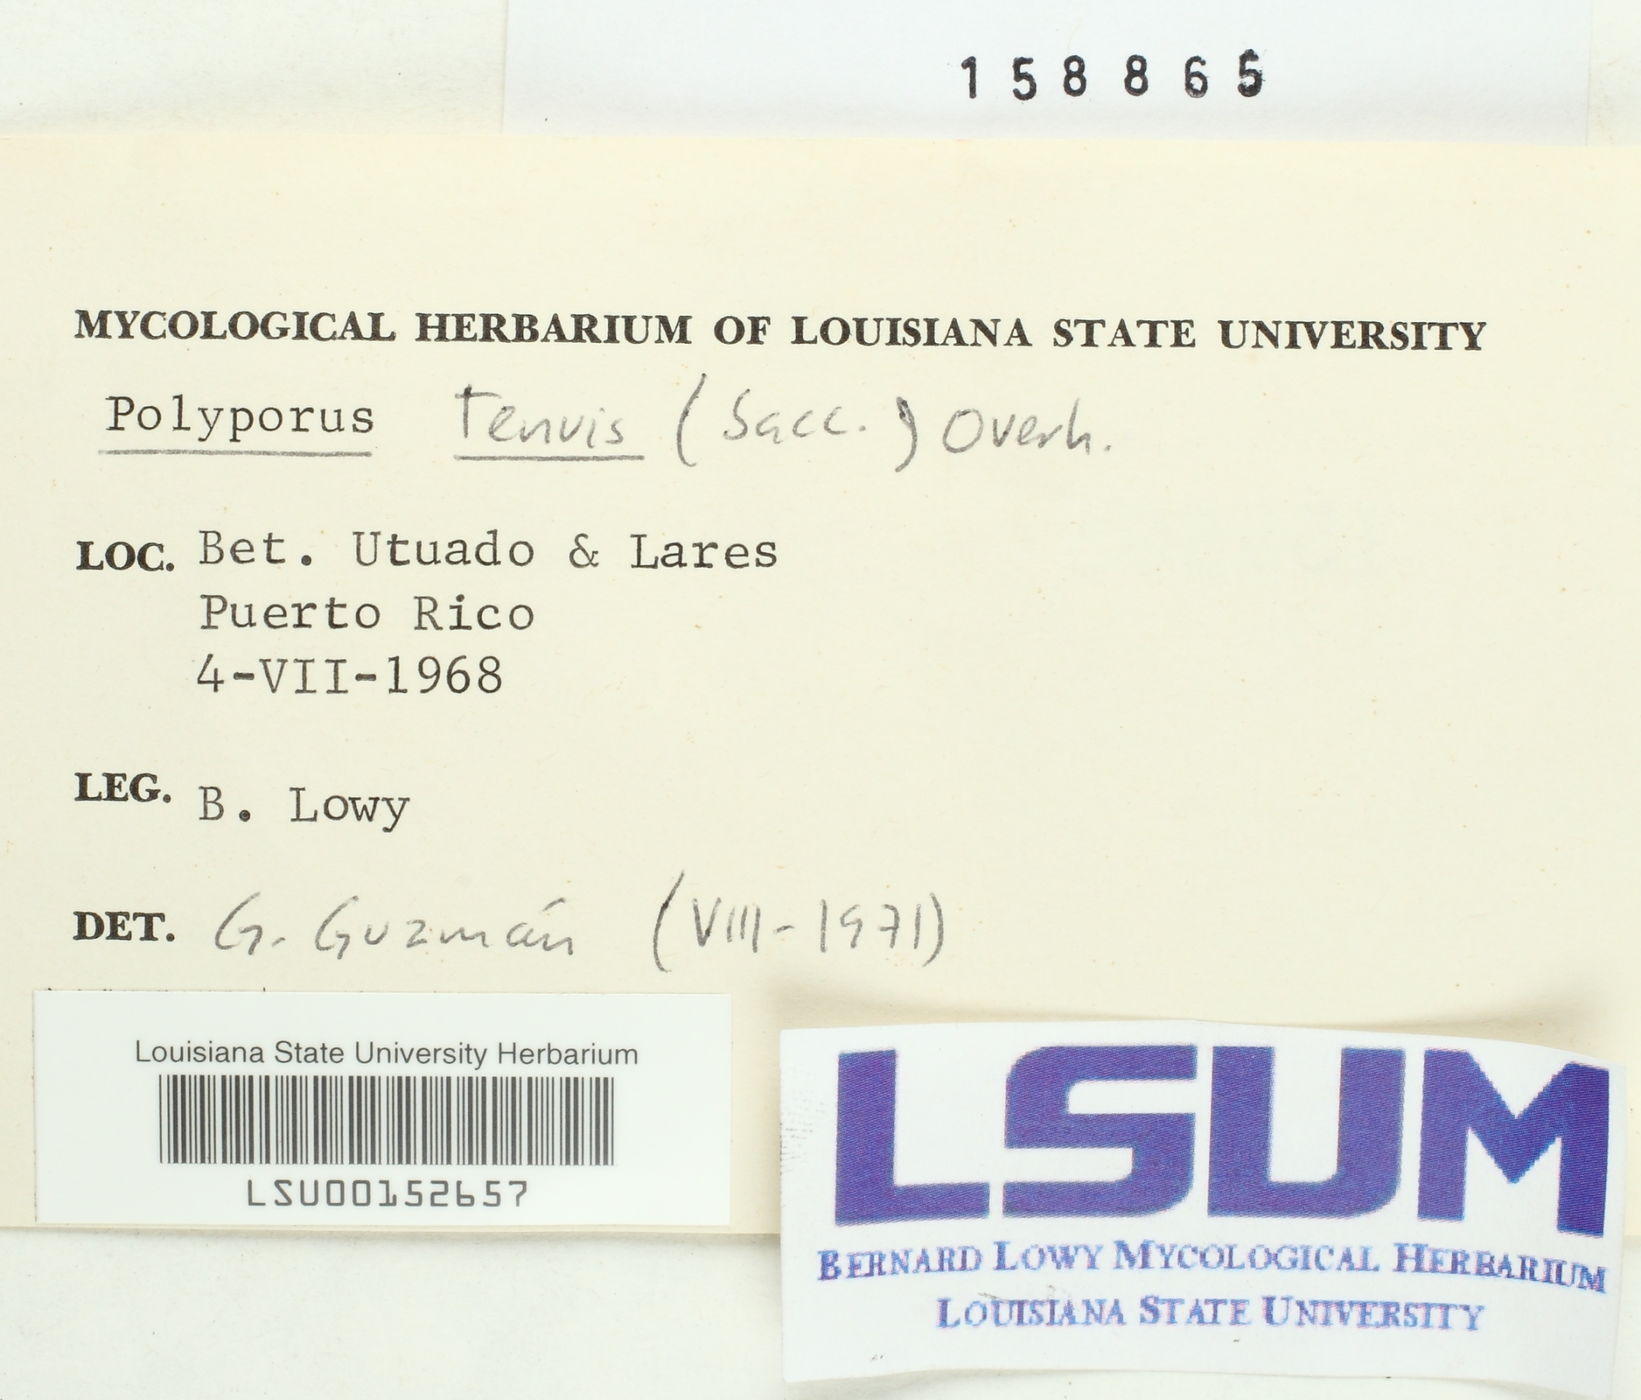 158865
MYCOLOGICAL HERBARIUM OF LOUISIANA STATE UNIVERSITY
Polyporus tenuis (Sacc.) Overh.
LOC. Bet. Utuado & Lares
Puerto Rico
4-VII-1968
LEG. B. Lowy
DET. G. Guzmán (VIII-1971)
Louisiana State University Herbarium
LSU00152657
LSUM
BERNARD LOWY MYCOLOGICAL HERBARIUM
LOUISIANA STATE UNIVERSITY